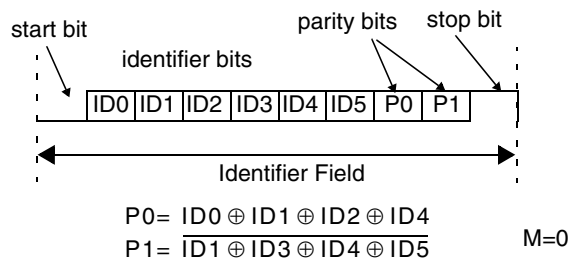 start bit
parity bits
stop bit
identifier bits
ID0 ID1 ID2 ID3 ID4 ID5 P0 P1
Identifier Field
P0= ID0 ⊕ ID1 ⊕ ID2 ⊕ ID4
P1= ID1 ⊕ ID3 ⊕ ID4 ⊕ ID5
M=0